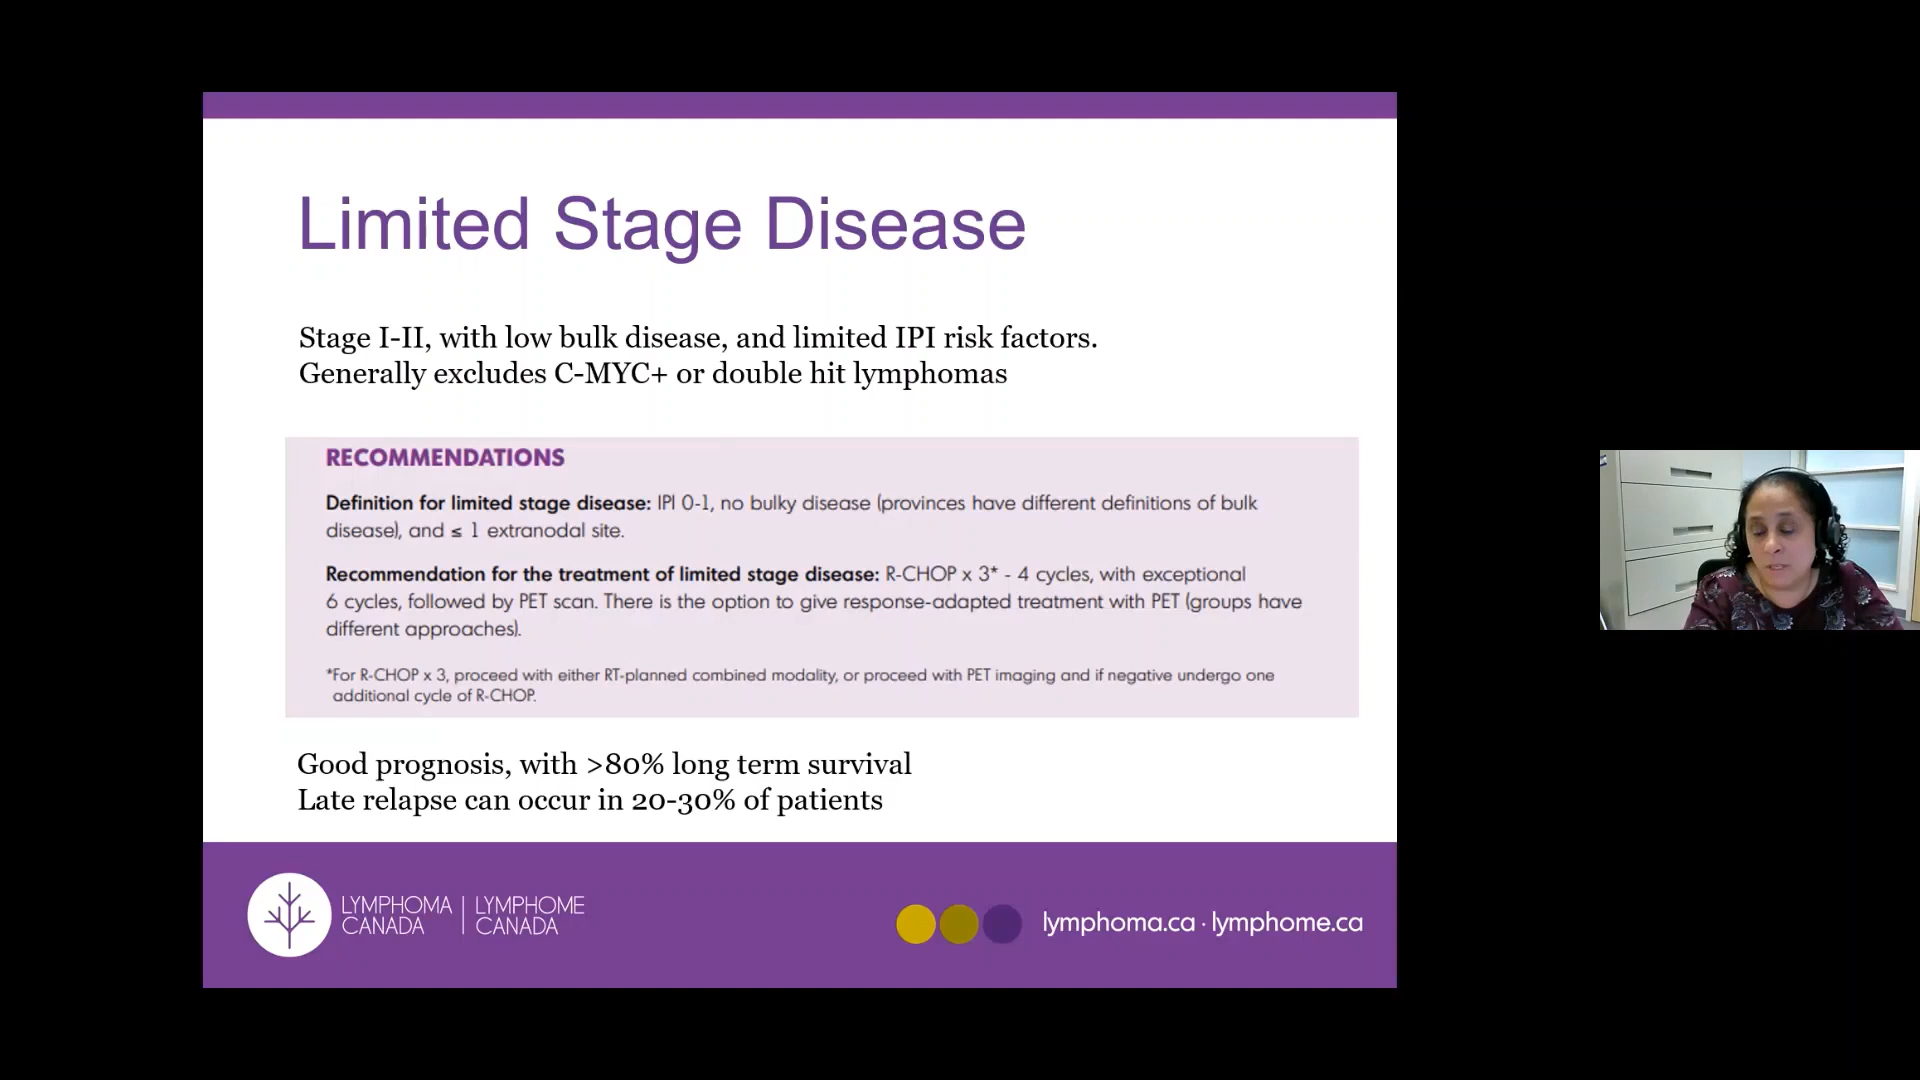 Limited Stage Disease
Stage I-II, with low bulk disease, and limited IPI risk factors.
Generally excludes C-MYC+ or double hit lymphomas
RECOMMENDATIONS
Definition for limited stage disease: IPI 0-1, no bulky disease (provinces have different definitions of bulk
disease), and ≤ 1 extranodal site.
Recommendation for the treatment of limited stage disease: R-CHOP x 3* - 4 cycles, with exceptional
6 cycles, followed by PET scan. There is the option to give response-adapted treatment with PET (groups have
different approaches).
*For R-CHOP x 3, proceed with either RT-planned combined modality, or proceed with PET imaging and if negative undergo one
additional cycle of R-CHOP.
Good prognosis, with >80% long term survival
Late relapse can occur in 20-30% of patients
LYMPHOMA CANADA | LYMPHOME CANADA
lymphoma.ca · lymphome.ca